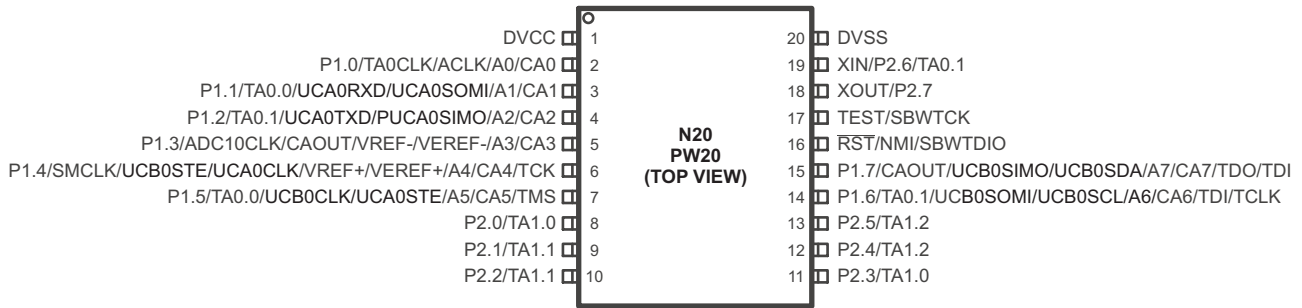 DVCC 1
P1.0/TA0CLK/ACLK/A0/CA0 2
P1.1/TA0.0/UCA0RXD/UCA0SOMI/A1/CA1 3
P1.2/TA0.1/UCA0TXD/PUCA0SIMO/A2/CA2 4
P1.3/ADC10CLK/CAOUT/VREF-/VEREF-/A3/CA3 5
P1.4/SMCLK/UCB0STE/UCA0CLK/VREF+/VEREF+/A4/CA4/TCK 6
P1.5/TA0.0/UCB0CLK/UCA0STE/A5/CA5/TMS 7
P2.0/TA1.0 8
P2.1/TA1.1 9
P2.2/TA1.1 10
N20
PW20
(TOP VIEW)
20 DVSS
19 XIN/P2.6/TA0.1
18 XOUT/P2.7
17 TEST/SBWTCK
16 RST/NMI/SBWTDIO
15 P1.7/CAOUT/UCB0SIMO/UCB0SDA/A7/CA7/TDO/TDI
14 P1.6/TA0.1/UCB0SOMI/UCB0SCL/A6/CA6/TDI/TCLK
13 P2.5/TA1.2
12 P2.4/TA1.2
11 P2.3/TA1.0